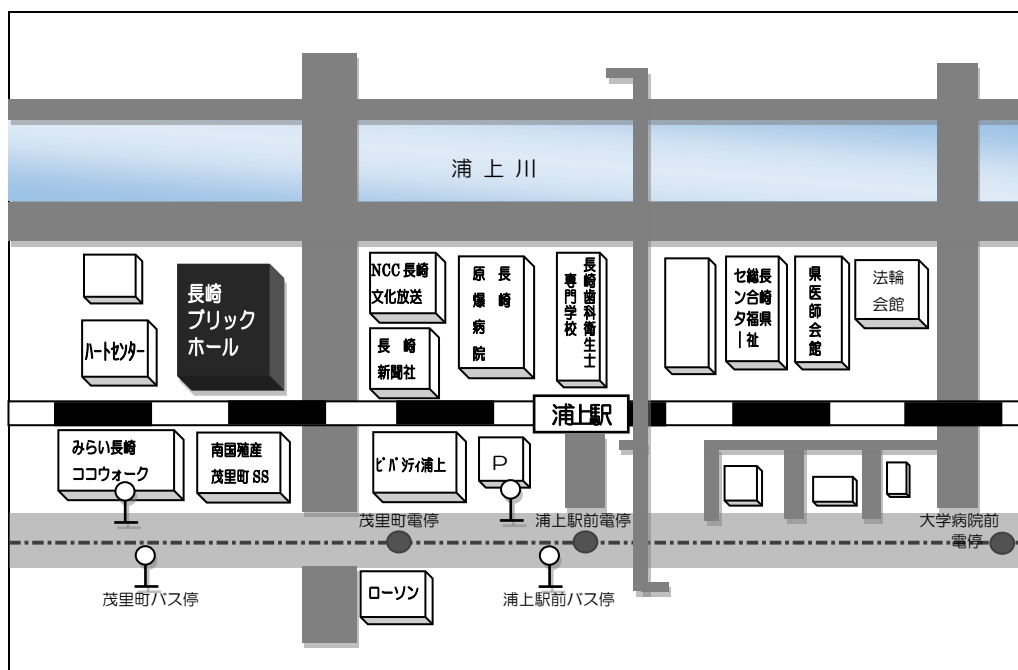 浦上川
NCC長崎
文化放送
長崎
原爆病院
長崎歯科衛生士
専門学校
長崎県
総合福祉
センター
県医師会館
法輪
会館
長崎
ブリック
ホール
ハートセンター
長崎
新聞社
浦上駅
みらい長崎
ココウォーク
南国殖産
茂里町SS
ビバシティ浦上
P
茂里町電停
浦上駅前電停
大学病院前
電停
茂里町バス停
ローソン
浦上駅前バス停